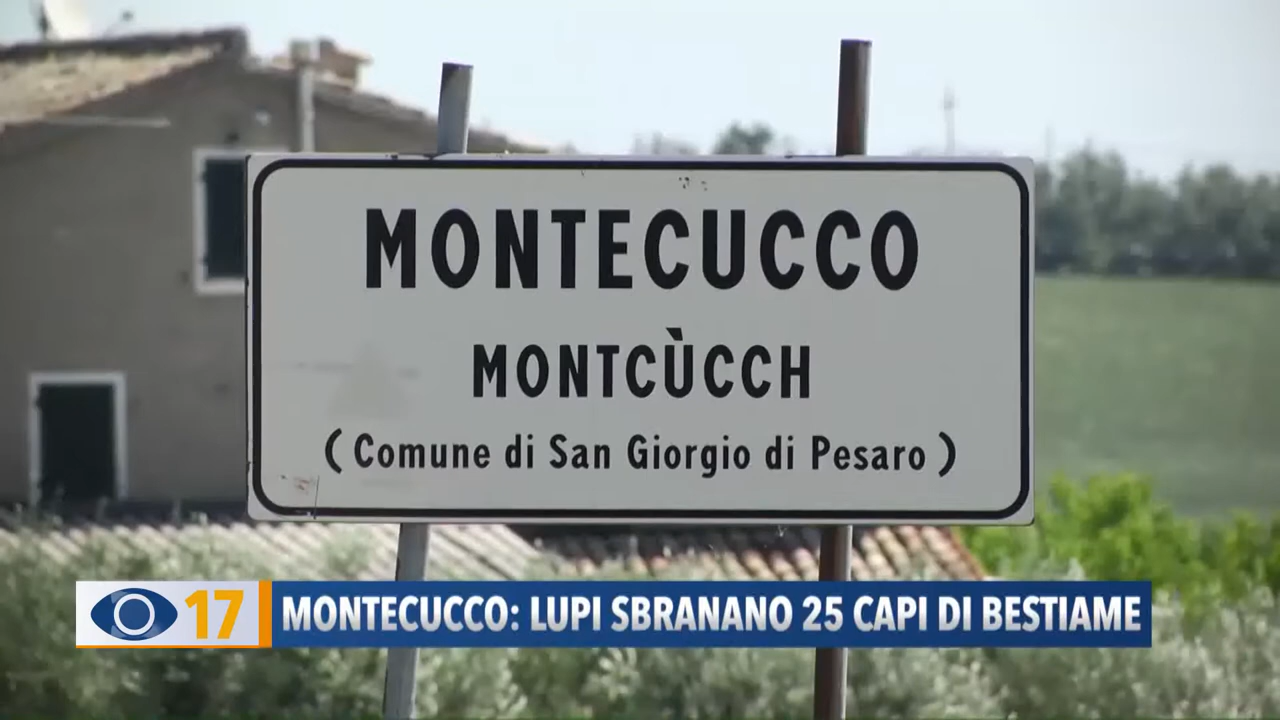 MONTECUCCO
MONTCÙCCH
(Comune di San Giorgio di Pesaro)
17 MONTECUCCO: LUPI SBRANANO 25 CAPI DI BESTIAME